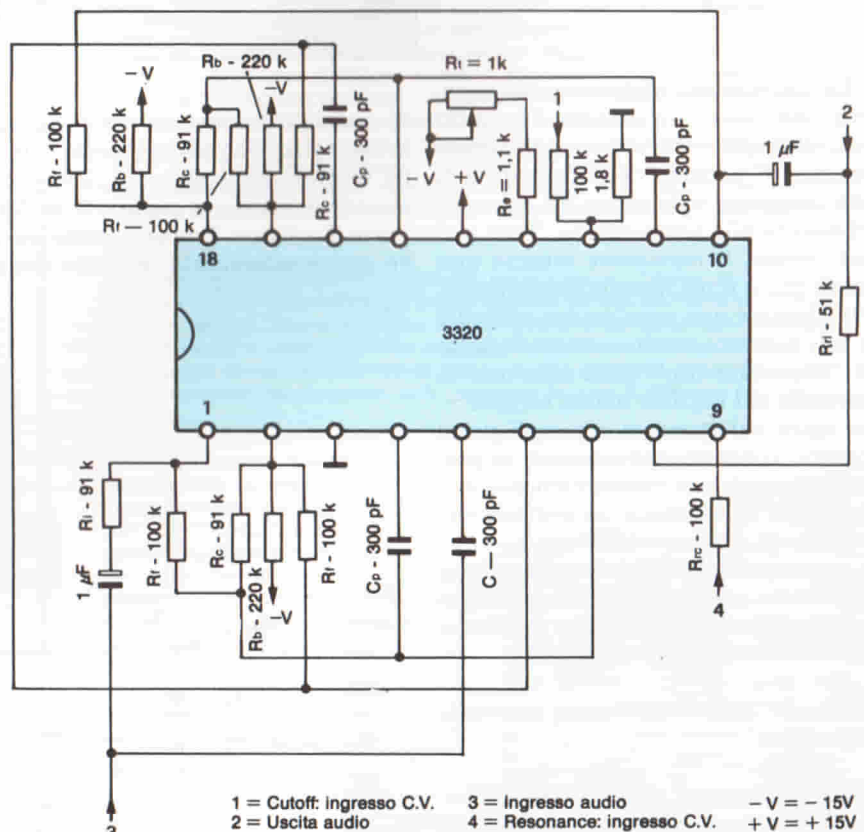 Rb - 220 k
Rt = 1k
− V
−V
1
2
Rf - 100 k
Rb - 220 k
Rc - 91 k
Rc - 91 k
Cp - 300 pF
− V
+ V
Re = 1,1 k
100 k
1,8 k
Cp - 300 pF
1 µF
Rf — 100 k
18
10
3320
Rrl - 51 k
1
9
Ri - 91 k
1 µF
Rf - 100 k
Rc - 91 k
Rb - 220 k
−V
Rf - 100 k
Cp - 300 pF
C — 300 pF
Rrc - 100 k
4
3
1 = Cutoff: ingresso C.V. 3 = Ingresso audio − V = − 15V
2 = Uscita audio 4 = Resonance: ingresso C.V. + V = + 15V